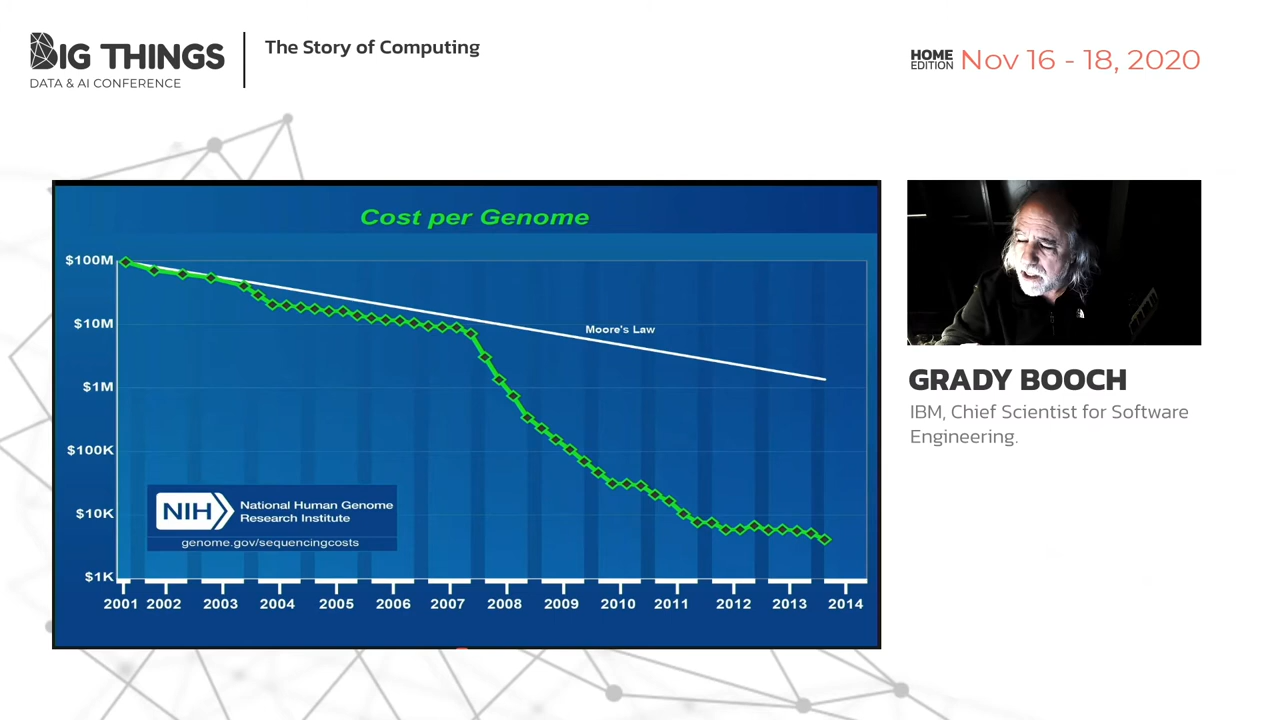 BIG THINGS
DATA & AI CONFERENCE
The Story of Computing
HOME
EDITION
Nov 16 - 18, 2020
Cost per Genome
$100M
$10M
$1M
$100K
$10K
$1K
Moore's Law
NIH
National Human Genome
Research Institute
genome.gov/sequencingcosts
2001 2002 2003 2004 2005 2006 2007 2008 2009 2010 2011 2012 2013 2014
GRADY BOOCH
IBM, Chief Scientist for Software
Engineering.